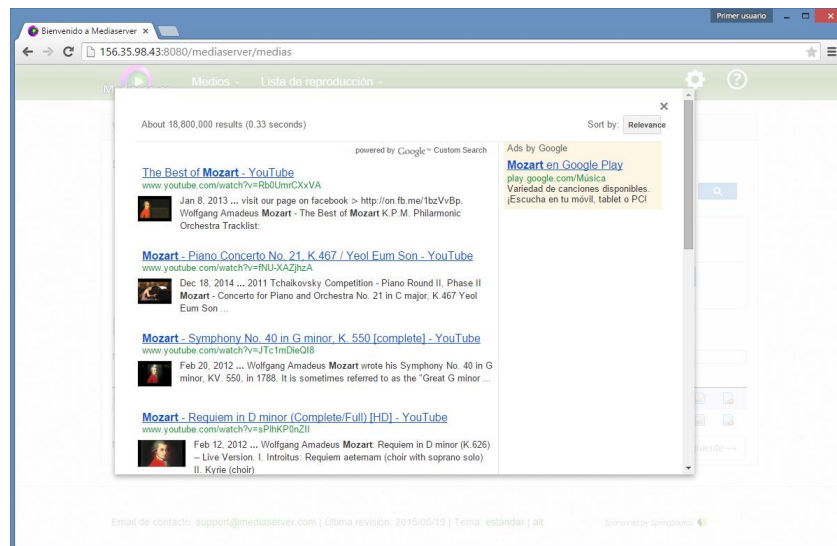 Primer usuario
Bienvenido a Mediaserver
156.35.98.43:8080/mediaserver/medias
Medios
Lista de reproducción
About 18,800,000 results (0.33 seconds)
Sort by: Relevance
powered by Google™ Custom Search
The Best of Mozart - YouTube
www.youtube.com/watch?v=Rb0UmrCXxVA
Jan 8, 2013 ... visit our page on facebook > http://on.fb.me/1bzVvBp.
Wolfgang Amadeus Mozart - The Best of Mozart K.P.M. Philarmonic
Orchestra Tracklist:
Mozart - Piano Concerto No. 21, K.467 / Yeol Eum Son - YouTube
www.youtube.com/watch?v=fNU-XAZjhzA
Dec 18, 2014 ... 2011 Tchaikovsky Competition - Piano Round II, Phase II
Mozart - Concerto for Piano and Orchestra No. 21 in C major, K.467 Yeol
Eum Son ...
Mozart - Symphony No. 40 in G minor, K. 550 [complete] - YouTube
www.youtube.com/watch?v=JTc1mDieQI8
Feb 20, 2012 ... Wolfgang Amadeus Mozart wrote his Symphony No. 40 in G
minor, KV. 550, in 1788. It is sometimes referred to as the "Great G minor ...
Mozart - Requiem in D minor (Complete/Full) [HD] - YouTube
www.youtube.com/watch?v=sPlhKP0nZII
Feb 12, 2012 ... Wolfgang Amadeus Mozart: Requiem in D minor (K.626)
– Live Version. I. Introitus: Requiem aeternam (choir with soprano solo)
II. Kyrie (choir)
Ads by Google
Mozart en Google Play
play.google.com/Música
Variedad de canciones disponibles.
¡Escucha en tu móvil, tablet o PC!
Email de contacto: support@mediaserver.com | Última revisión: 2015/05/19 | Tema: estándar | alt
Sponsored by SpringSource